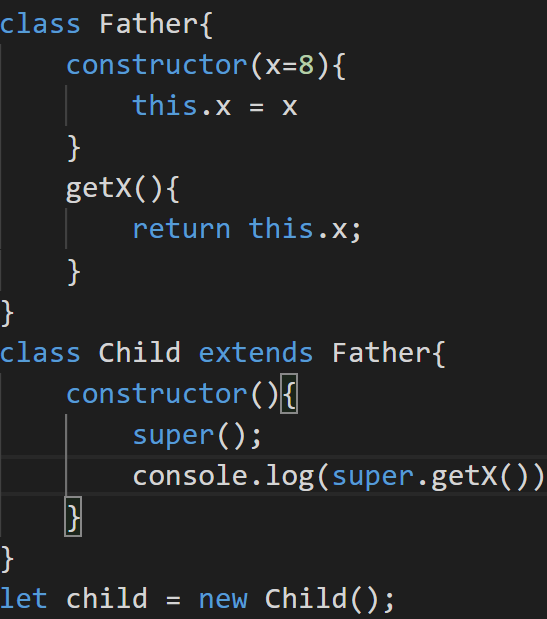 class Father{
    constructor(x=8){
        this.x = x
    }
    getX(){
        return this.x;
    }
}
class Child extends Father{
    constructor(){
        super();
        console.log(super.getX())
    }
}
let child = new Child();